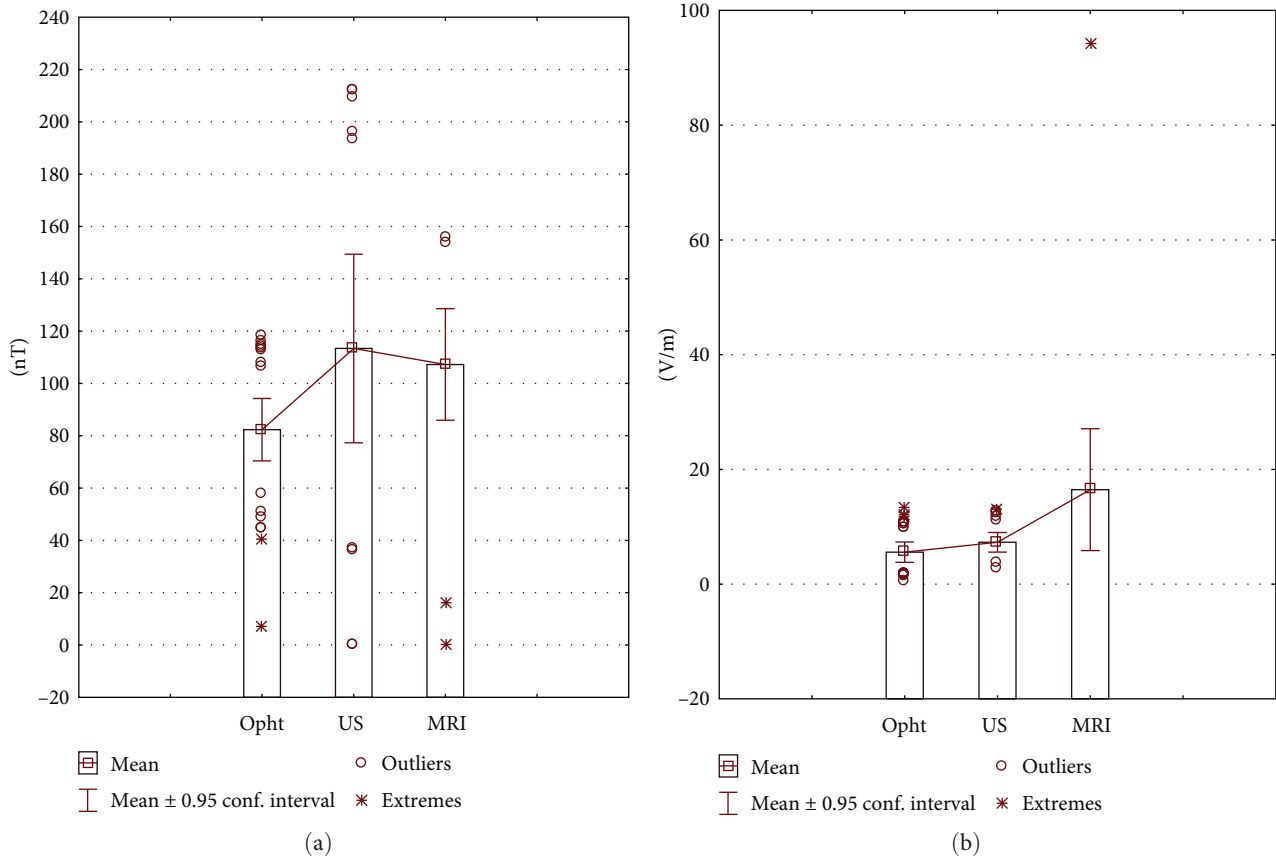 240
220
200
180
160
140
120
100
80
60
40
20
0
−20
(nT)
Opht US MRI
Mean
Outliers
Mean ± 0.95 conf. interval
Extremes
(a)
100
80
60
40
20
0
−20
(V/m)
Opht US MRI
Mean
Outliers
Mean ± 0.95 conf. interval
Extremes
(b)